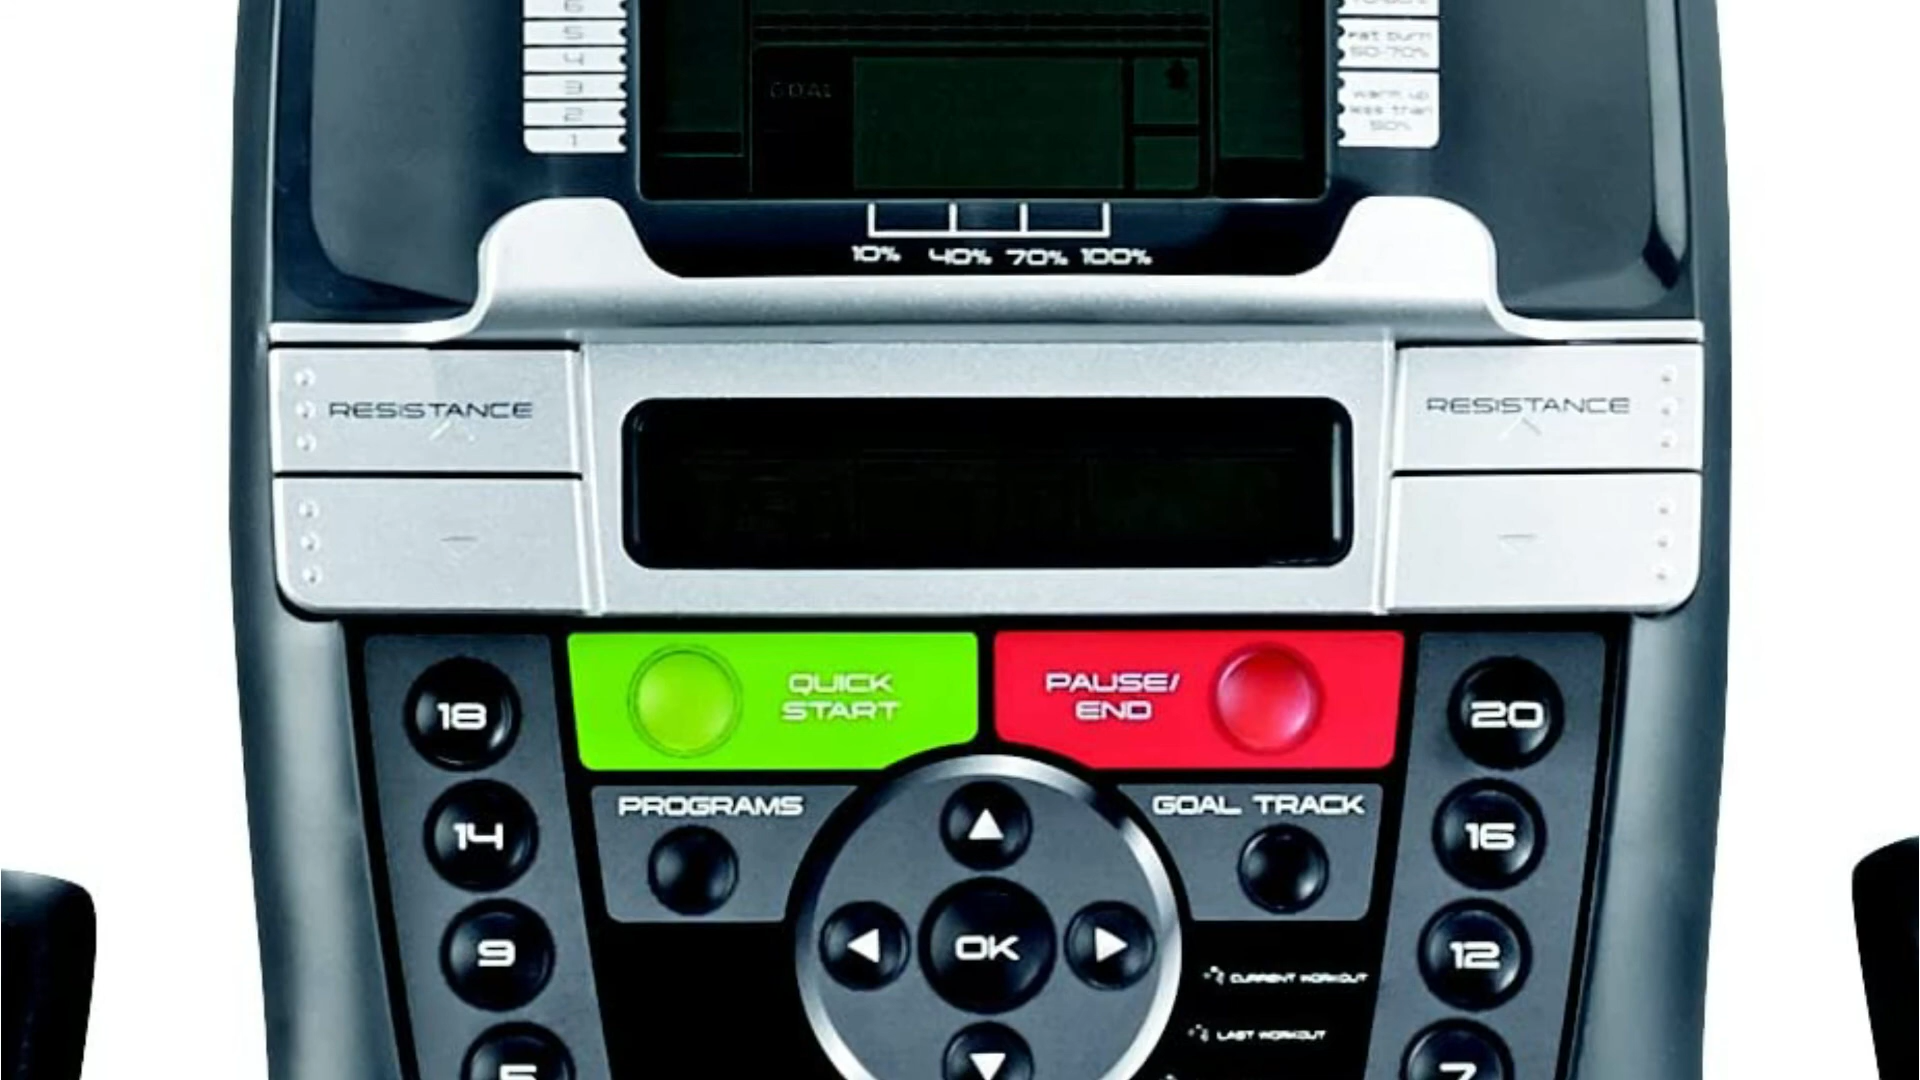 6
5
4
3
2
1
GOAL
Fat burn
50-70%
Warm up
less than
50%
10% 40% 70% 100%
RESISTANCE
RESISTANCE
QUICK
START
PAUSE/
END
18
20
PROGRAMS
GOAL TRACK
14
16
9
OK
12
CURRENT WORKOUT
LAST WORKOUT
5
7